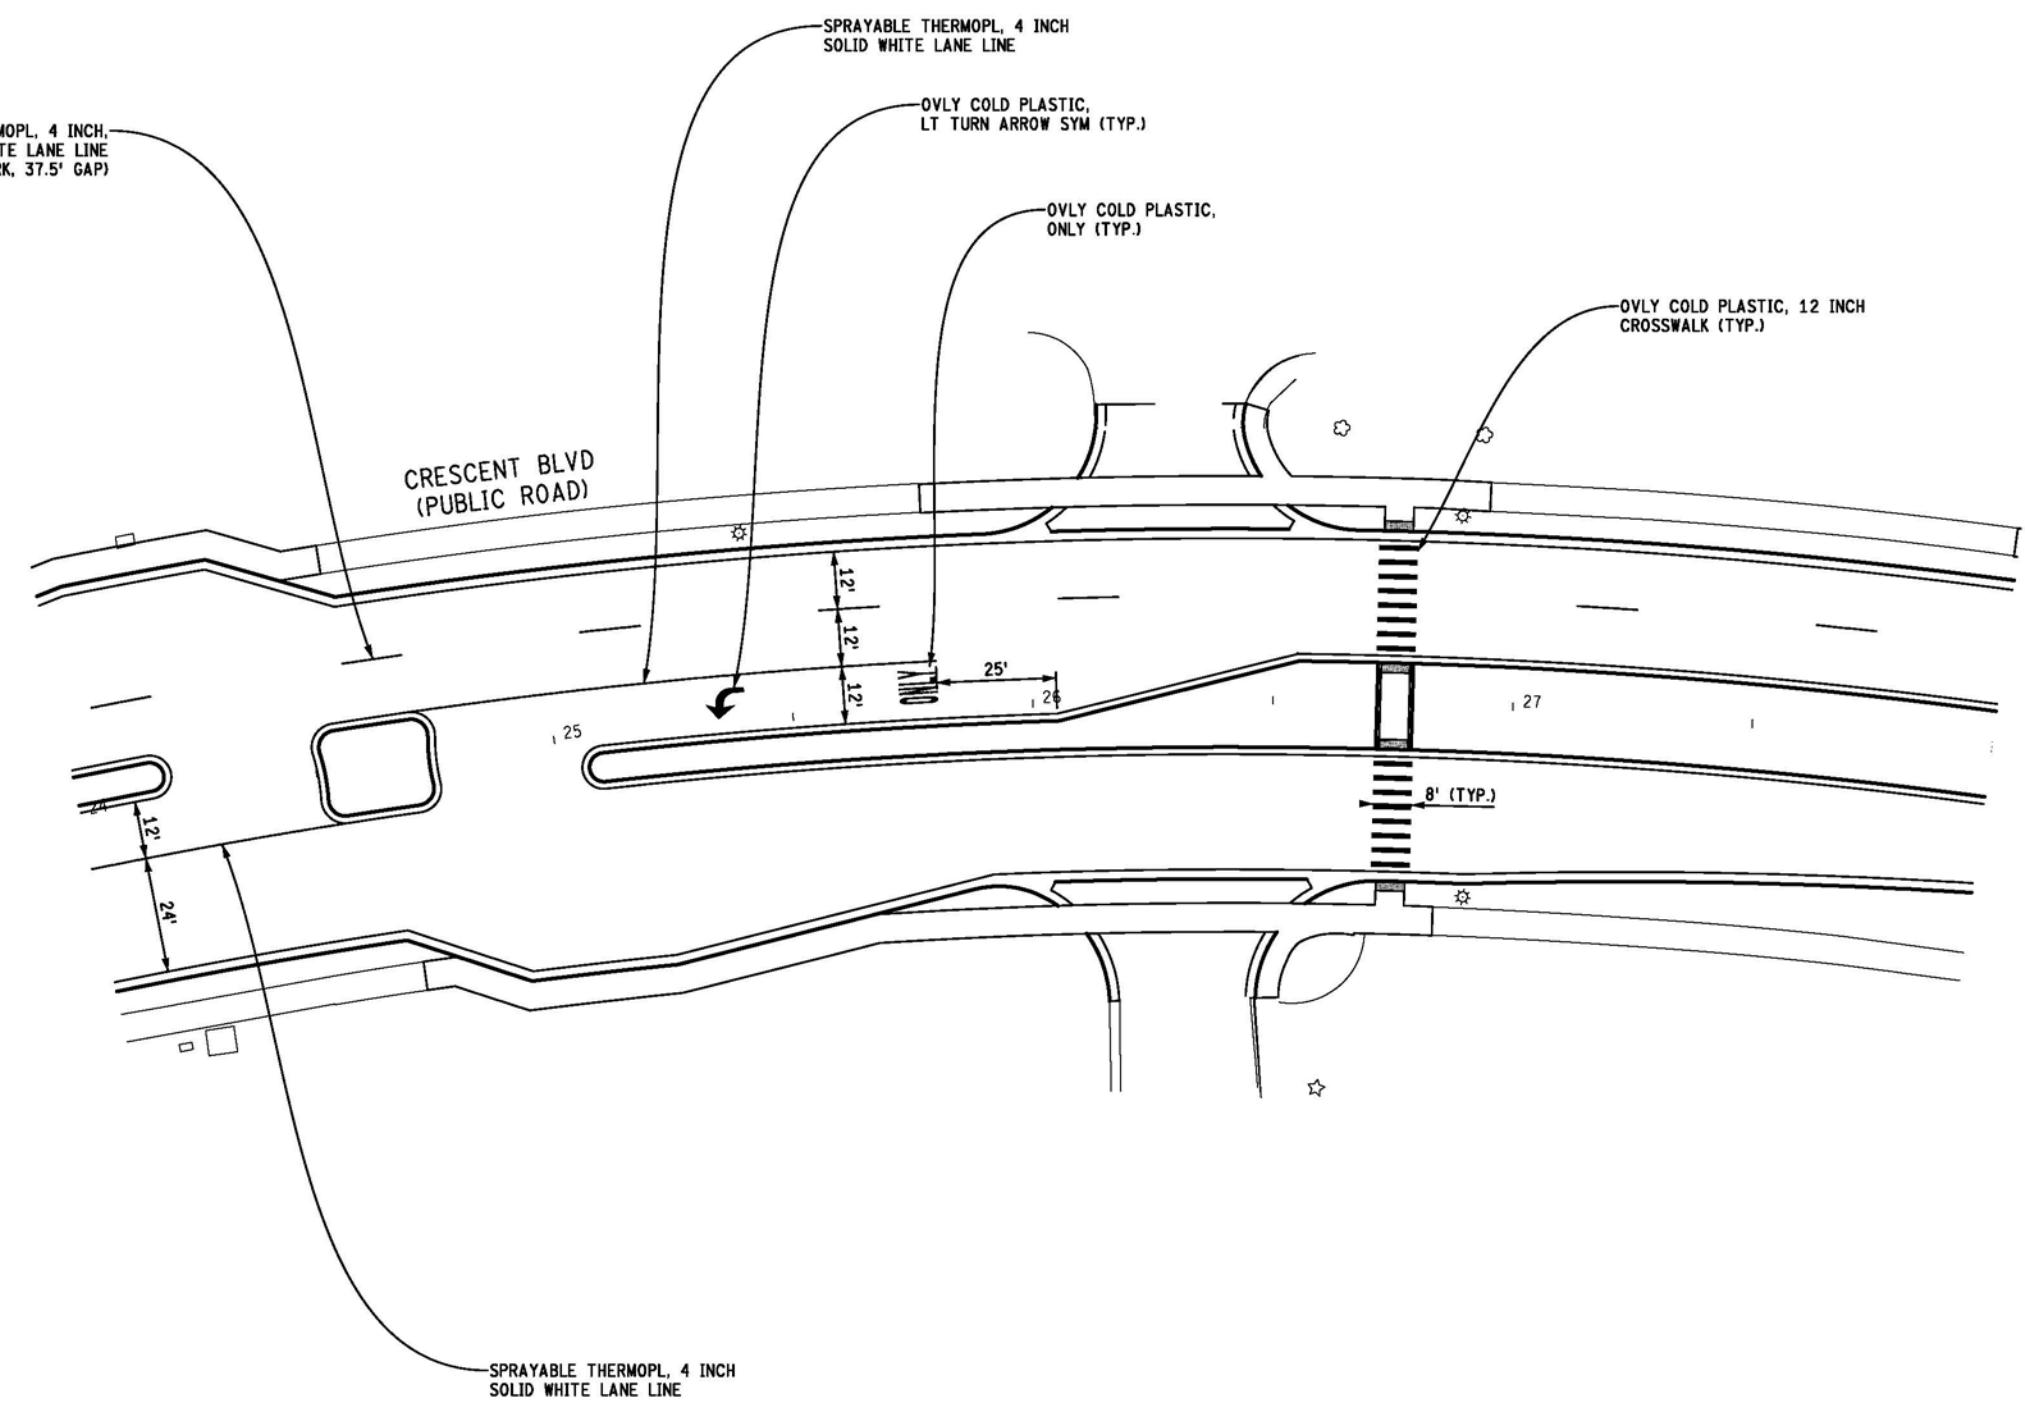 SPRAYABLE THERMOPL, 4 INCH
SOLID WHITE LANE LINE
OVLY COLD PLASTIC,
LT TURN ARROW SYM (TYP.)
MOPL, 4 INCH,
TE LANE LINE
RK, 37.5' GAP)
OVLY COLD PLASTIC,
ONLY (TYP.)
OVLY COLD PLASTIC, 12 INCH
CROSSWALK (TYP.)
CRESCENT BLVD
(PUBLIC ROAD)
12'
12'
12'
ONLY
25'
26
27
25
24
12'
24'
8' (TYP.)
SPRAYABLE THERMOPL, 4 INCH
SOLID WHITE LANE LINE